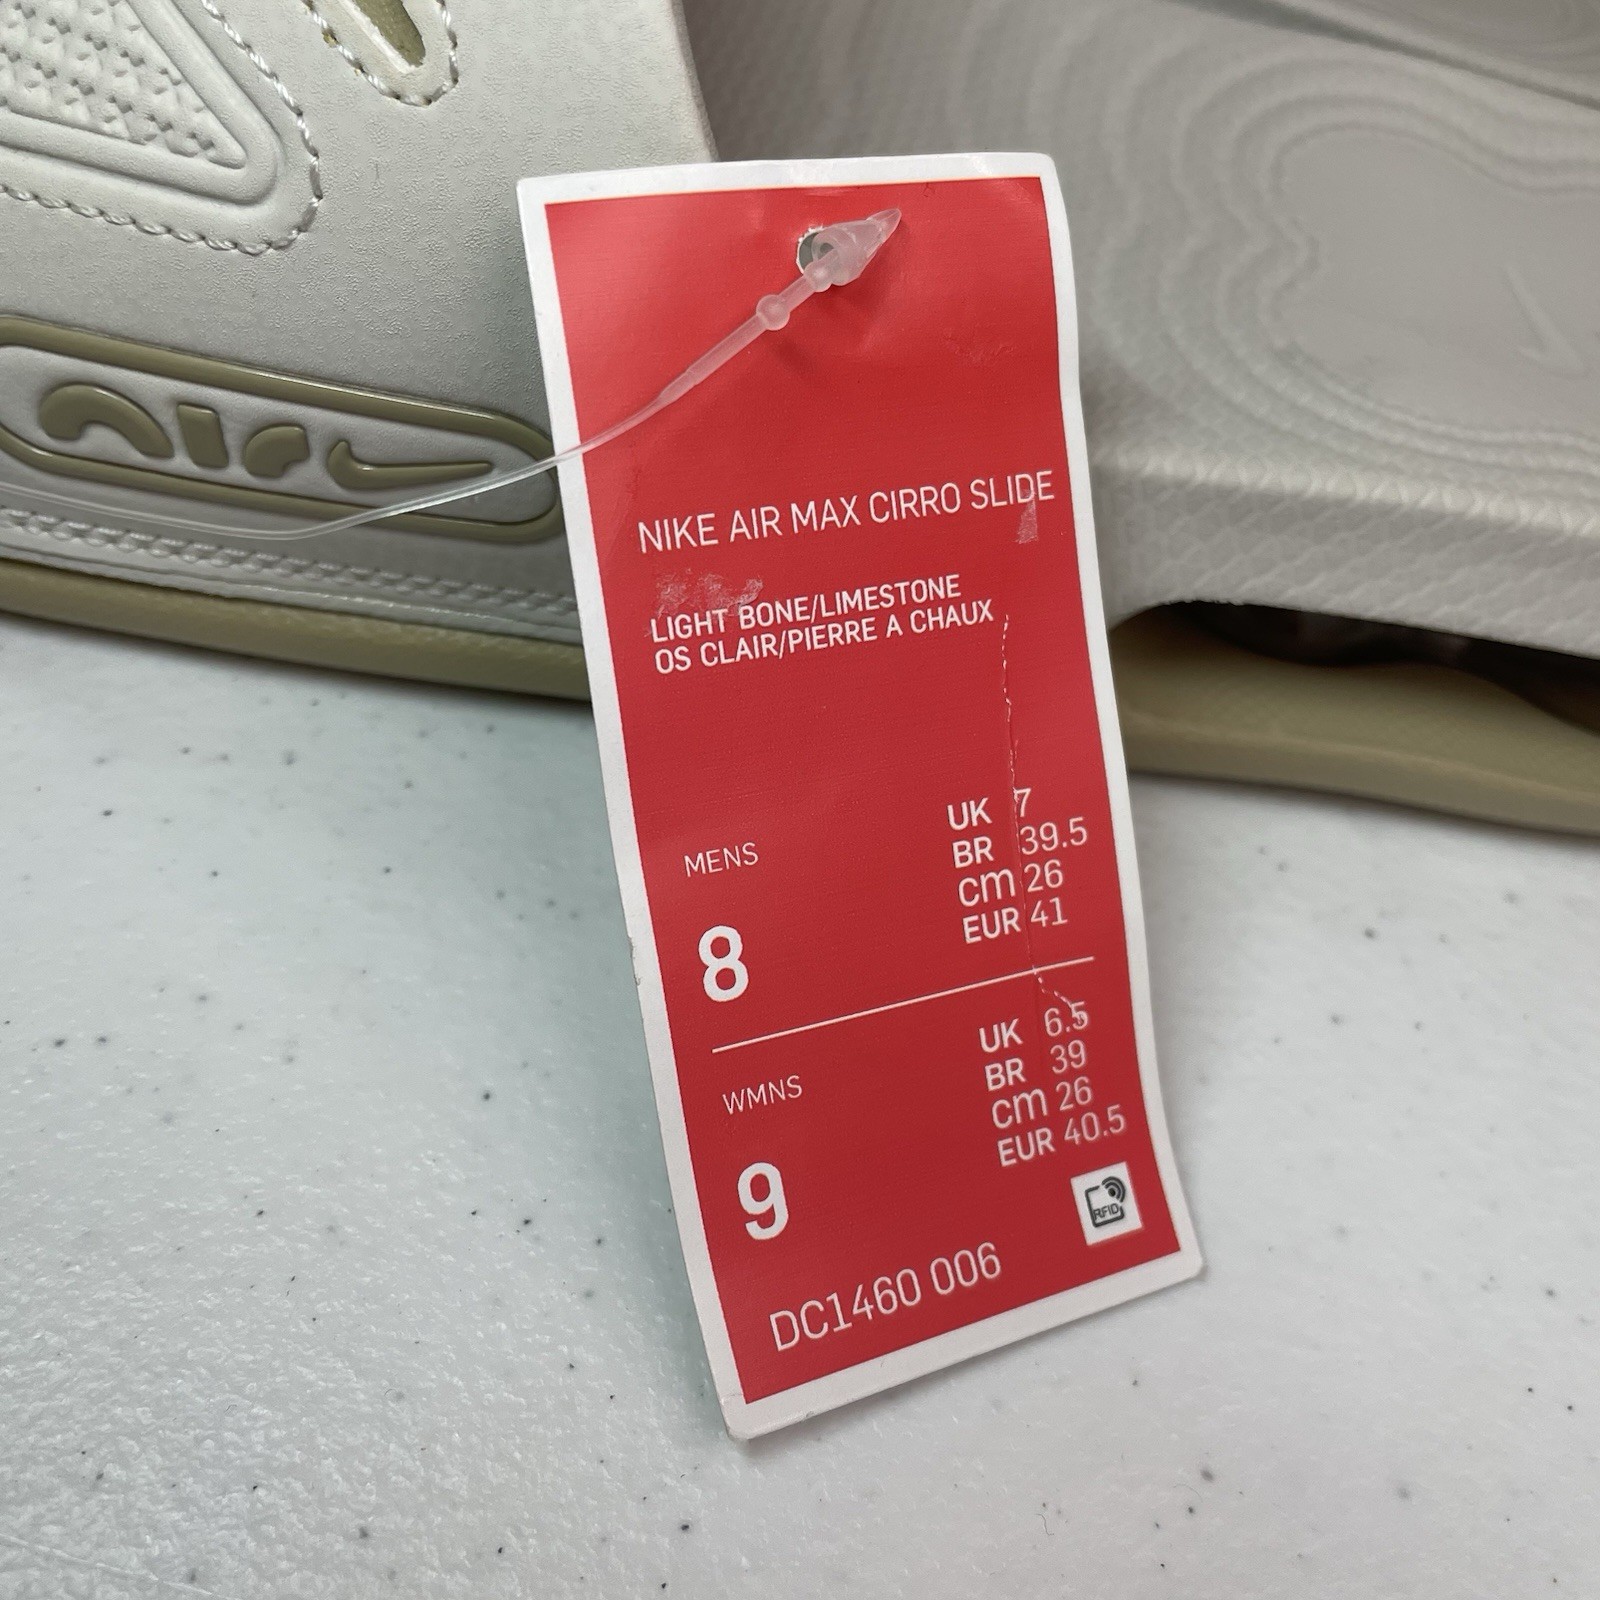 air
NIKE AIR MAX CIRRO SLIDE
LIGHT BONE/LIMESTONE
OS CLAIR/PIERRE A CHAUX
MENS
8
UK 7
BR 39.5
cm 26
EUR 41
WMNS
9
UK 6.5
BR 39
cm 26
EUR 40.5
RFID
DC1460 006